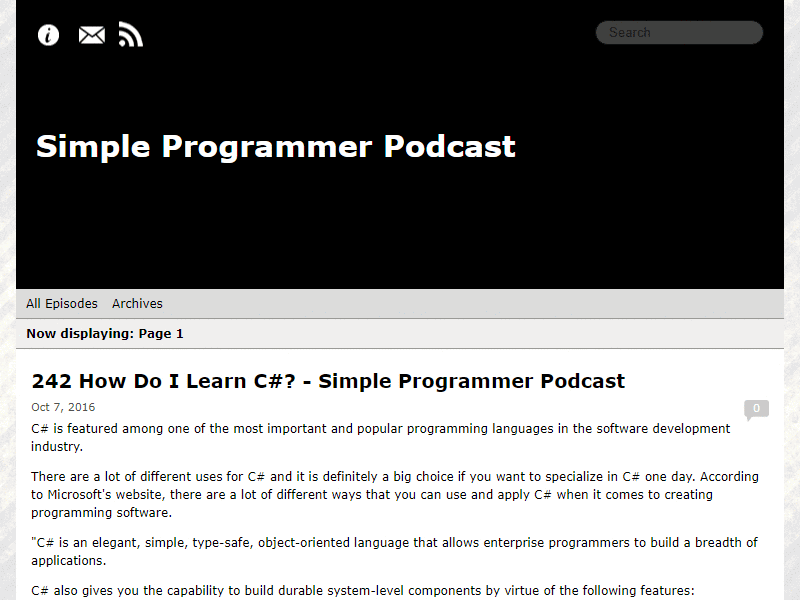 Search
Simple Programmer Podcast
All Episodes Archives
Now displaying: Page 1
242 How Do I Learn C#? - Simple Programmer Podcast
Oct 7, 2016
0
C# is featured among one of the most important and popular programming languages in the software development
industry.
There are a lot of different uses for C# and it is definitely a big choice if you want to specialize in C# one day. According
to Microsoft's website, there are a lot of different ways that you can use and apply C# when it comes to creating
programming software.
"C# is an elegant, simple, type-safe, object-oriented language that allows enterprise programmers to build a breadth of
applications.
C# also gives you the capability to build durable system-level components by virtue of the following features: